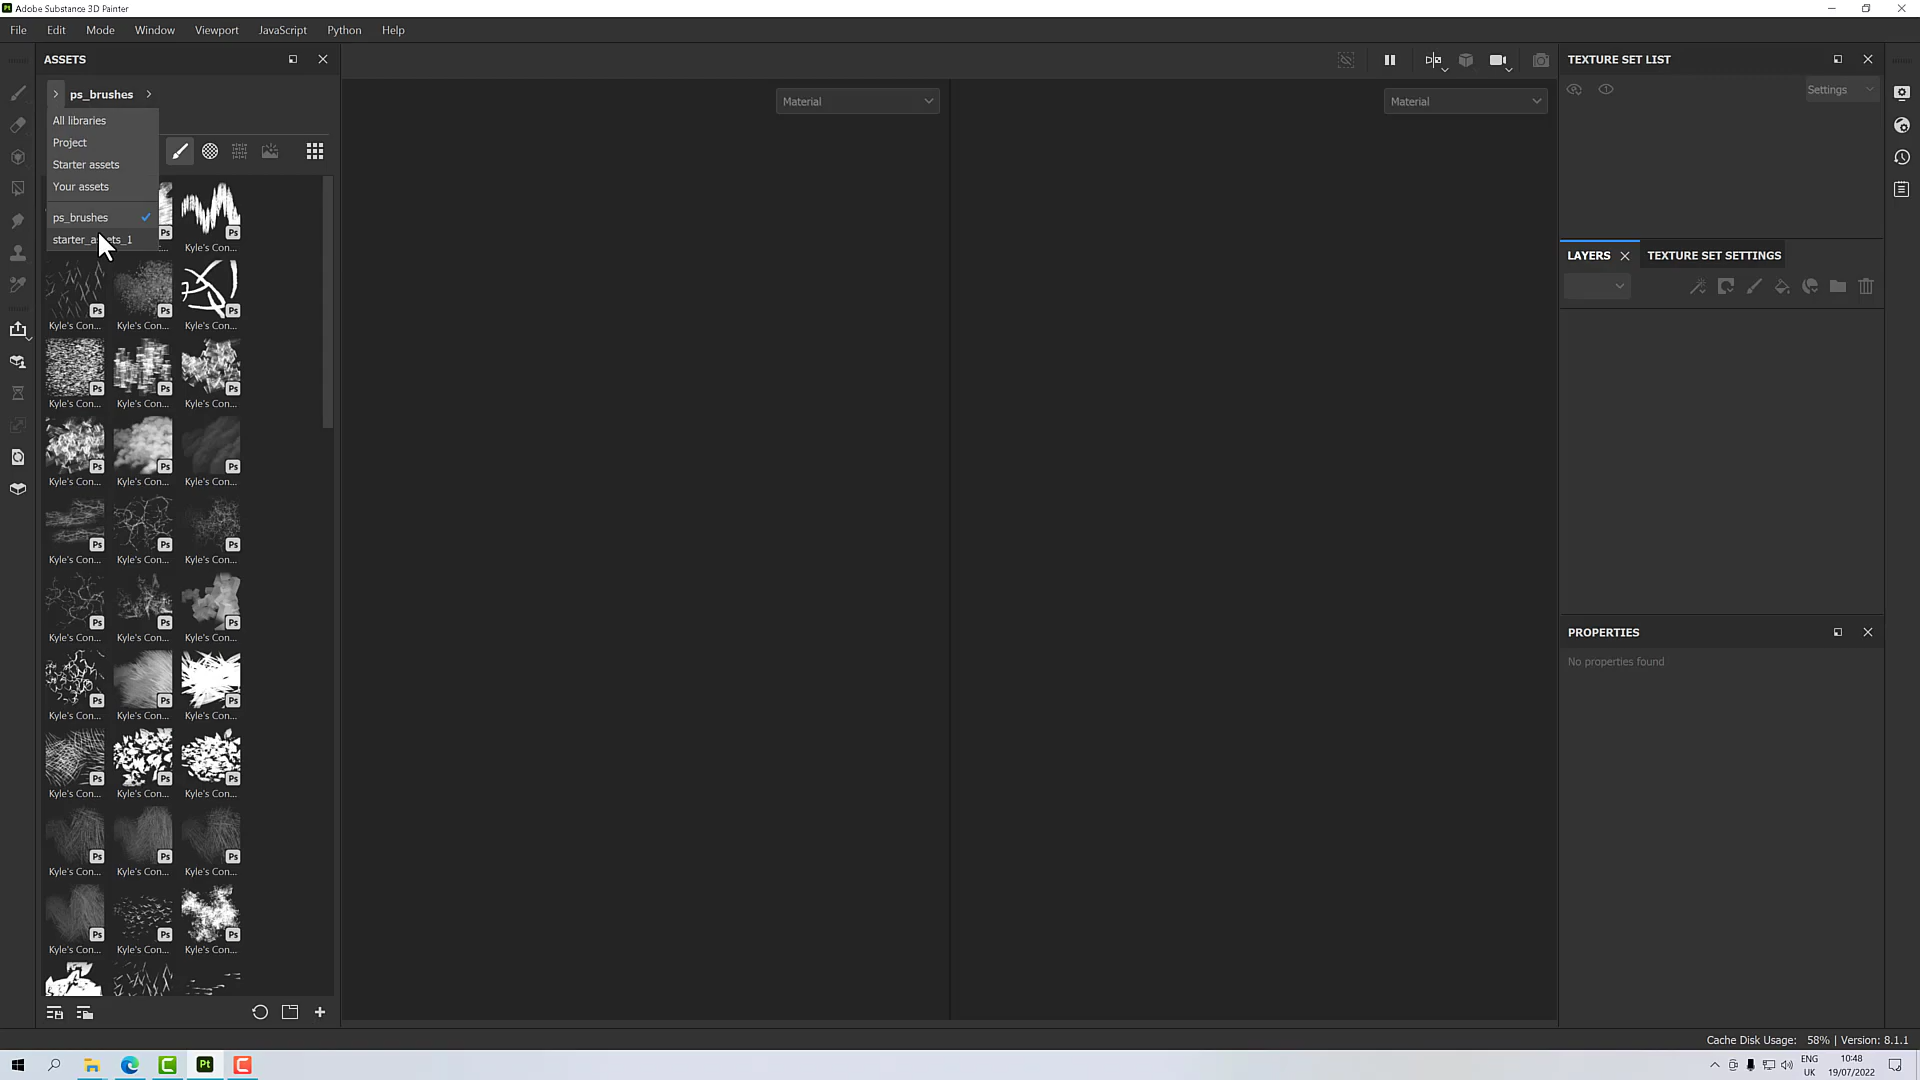 Adobe Substance 3D Painter
File Edit Mode Window Viewport JavaScript Python Help
ASSETS
ps_brushes
All libraries
Project
Starter assets
Your assets
ps_brushes
Kyle's Con...
Kyle's Con... Kyle's Con... Kyle's Con...
Kyle's Con... Kyle's Con... Kyle's Con...
Kyle's Con... Kyle's Con... Kyle's Con...
Kyle's Con... Kyle's Con... Kyle's Con...
Kyle's Con... Kyle's Con... Kyle's Con...
Kyle's Con... Kyle's Con... Kyle's Con...
Kyle's Con... Kyle's Con... Kyle's Con...
Kyle's Con... Kyle's Con... Kyle's Con...
Kyle's Con... Kyle's Con... Kyle's Con...
Material
Material
TEXTURE SET LIST
Settings
LAYERS
TEXTURE SET SETTINGS
PROPERTIES
No properties found
Cache Disk Usage: 58% | Version: 8.1.1
Pt
ENG
UK
10:48
19/07/2022